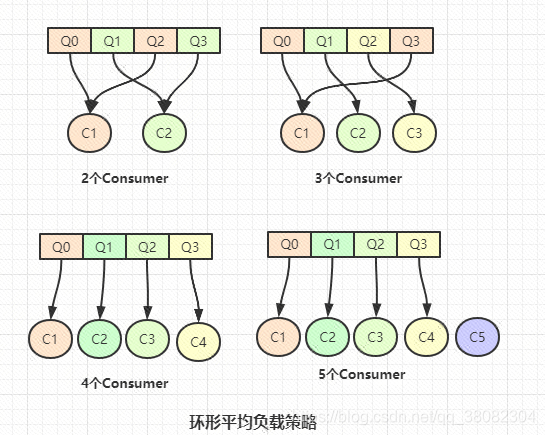 Q0 Q1 Q2 Q3
C1 C2
2个Consumer
Q0 Q1 Q2 Q3
C1 C2 C3
3个Consumer
Q0 Q1 Q2 Q3
C1 C2 C3 C4
4个Consumer
Q0 Q1 Q2 Q3
C1 C2 C3 C4 C5
5个Consumer
环形平均负载策略
https://blog.csdn.net/qq_38082304